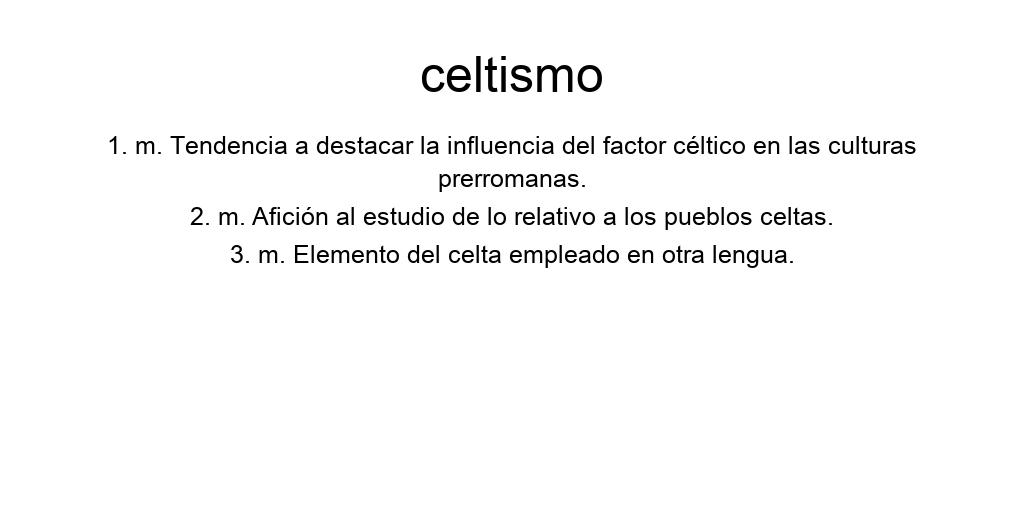 celtismo
1. m. Tendencia a destacar la influencia del factor céltico en las culturas
prerromanas.
2. m. Afición al estudio de lo relativo a los pueblos celtas.
3. m. Elemento del celta empleado en otra lengua.